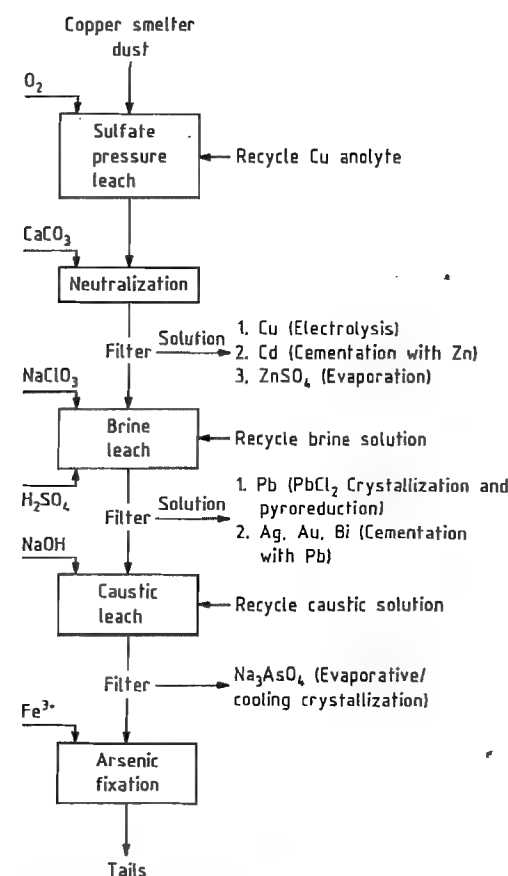 Copper smelter
dust
O₂
Sulfate
pressure
leach
Recycle Cu anolyte
CaCO₃
Neutralization
Filter
Solution
1. Cu (Electrolysis)
2. Cd (Cementation with Zn)
3. ZnSO₄ (Evaporation)
NaClO₃
Brine
leach
Recycle brine solution
H₂SO₄
Filter
Solution
1. Pb (PbCl₂ Crystallization and
pyroreduction)
2. Ag, Au, Bi (Cementation
with Pb)
NaOH
Caustic
leach
Recycle caustic solution
Filter
Na₃AsO₄ (Evaporative/
cooling crystallization)
Fe³⁺
Arsenic
fixation
Tails